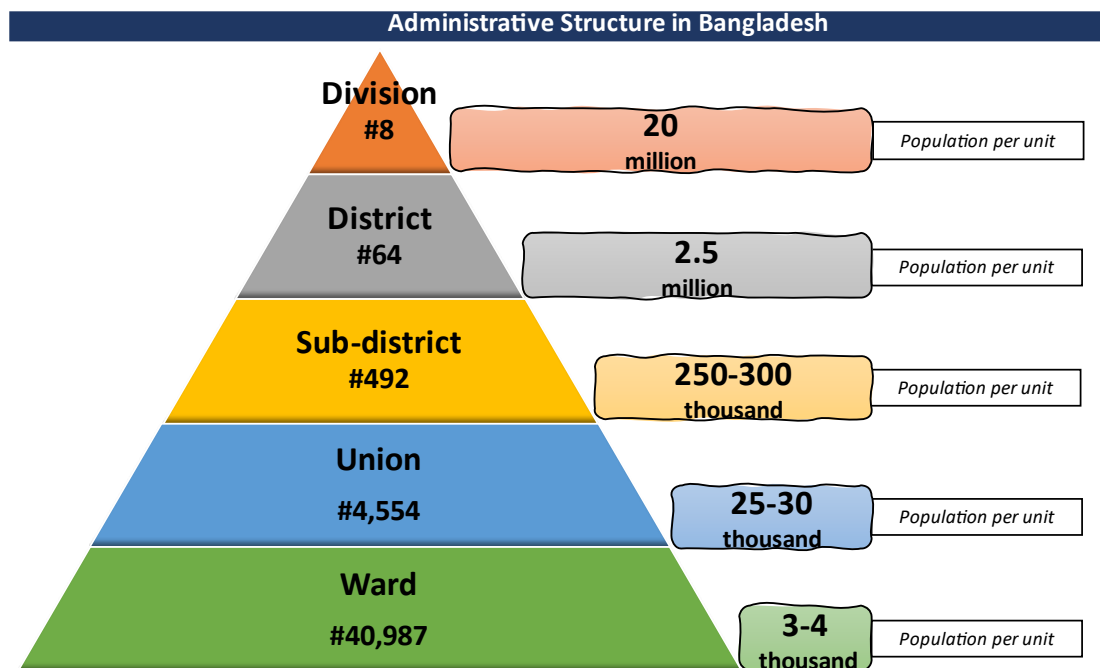 Administrative Structure in Bangladesh
Division
#8
20
million
Population per unit
District
#64
2.5
million
Population per unit
Sub-district
#492
250-300
thousand
Population per unit
Union
#4,554
25-30
thousand
Population per unit
Ward
#40,987
3-4
thousand
Population per unit